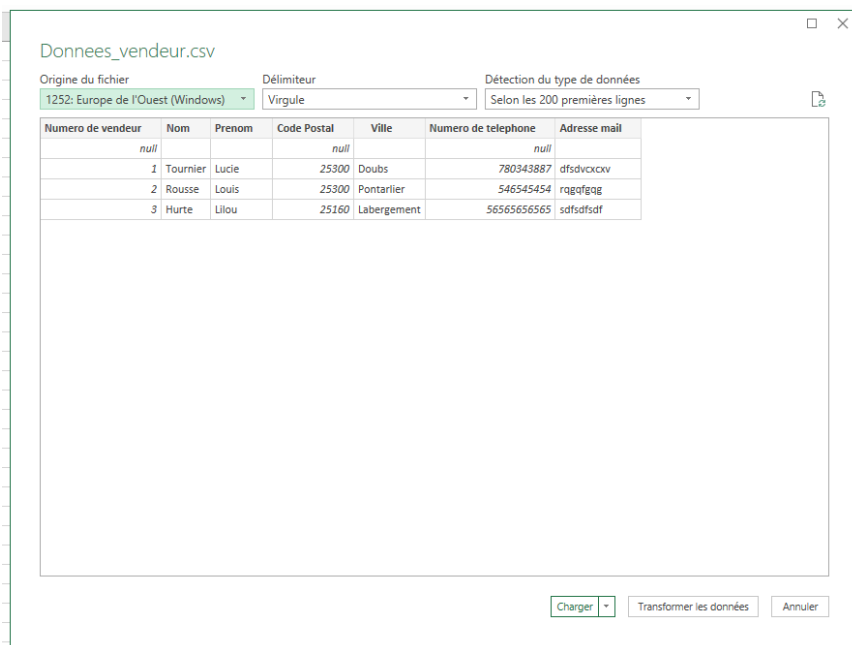 Donnees_vendeur.csv
Origine du fichier Délimiteur Détection du type de données
1252: Europe de l'Ouest (Windows) Virgule Selon les 200 premières lignes
Numero de vendeur Nom Prenom Code Postal Ville Numero de telephone Adresse mail
null null null
1 Tournier Lucie 25300 Doubs 780343887 dfsdvcxcxv
2 Rousse Louis 25300 Pontarlier 546545454 rqgqfgqg
3 Hurte Lilou 25160 Labergement 56565656565 sdfsdfsdf
Charger Transformer les données Annuler